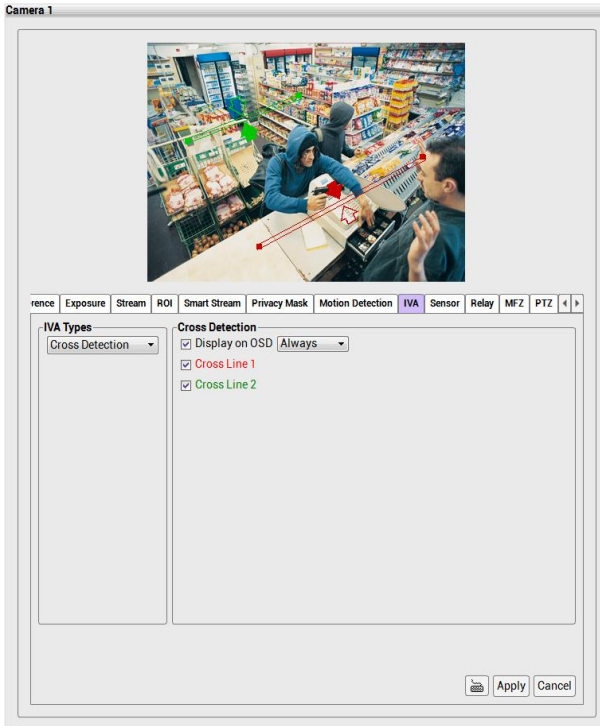 Camera 1
rence Exposure Stream ROI Smart Stream Privacy Mask Motion Detection IVA Sensor Relay MFZ PTZ
IVA Types
Cross Detection
Cross Detection
Display on OSD Always
Cross Line 1
Cross Line 2
Apply Cancel